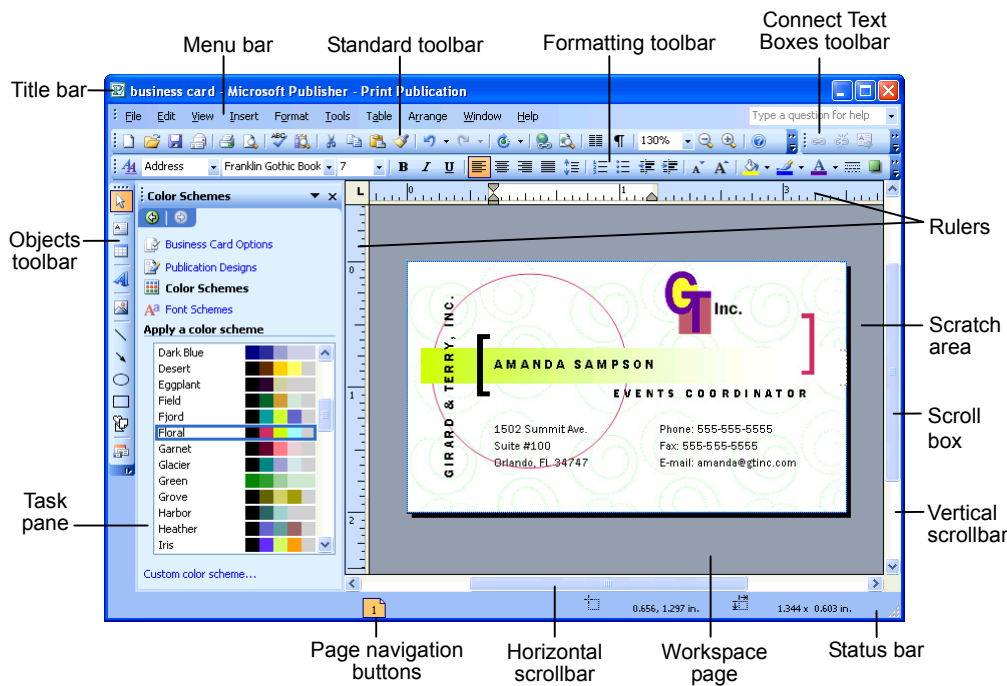 Connect Text
Boxes toolbar
Menu bar
Standard toolbar
Formatting toolbar
Title bar
business card - Microsoft Publisher - Print Publication
File Edit View Insert Format Tools Table Arrange Window Help
Type a question for help
130%
Address
Franklin Gothic Book
7
B I U
L
Color Schemes
0 1 3
Rulers
Objects
toolbar
Business Card Options
Publication Designs
Color Schemes
Font Schemes
Apply a color scheme
Dark Blue
Desert
Eggplant
Field
Fjord
Floral
Garnet
Glacier
Green
Grove
Harbor
Heather
Iris
Custom color scheme...
Task
pane
0
1
2
GIRARD & TERRY, INC.
GT Inc.
AMANDA SAMPSON
EVENTS COORDINATOR
1502 Summit Ave.
Suite #100
Orlando, FL 34747
Phone: 555-555-5555
Fax: 555-555-5555
E-mail: amanda@gtinc.com
Scratch
area
Scroll
box
Vertical
scrollbar
1
0.656, 1.297 in.
1.344 x 0.603 in.
Page navigation
buttons
Horizontal
scrollbar
Workspace
page
Status bar